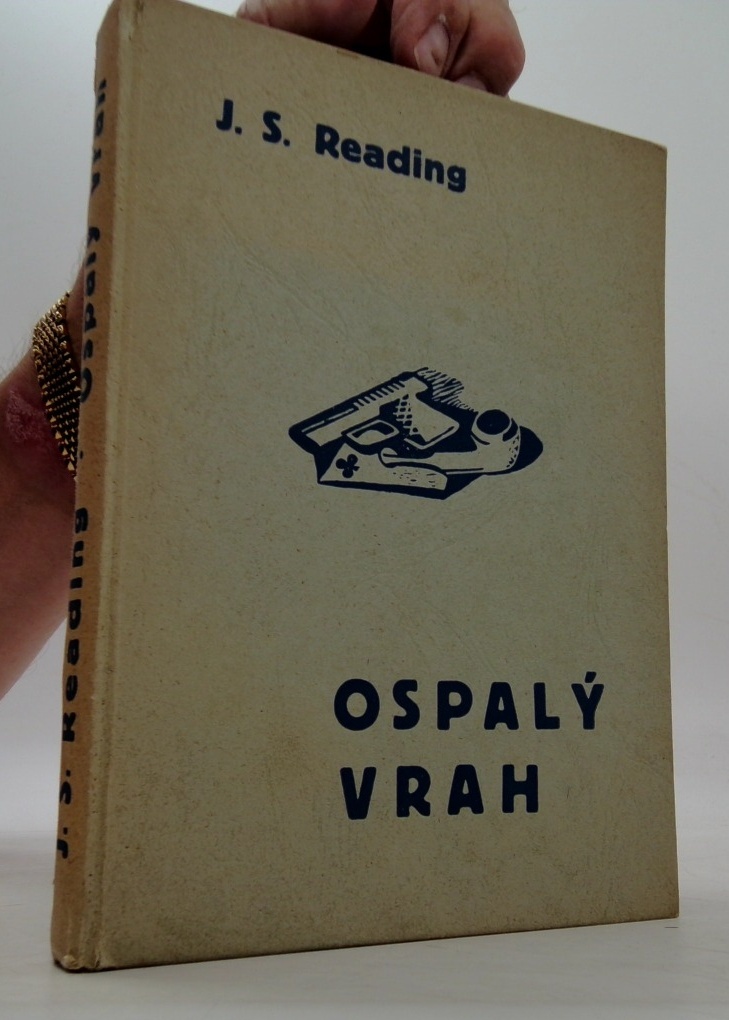 J. S. Reading
OSPALÝ
VRAH
J. S. Reading · Ospalý vrah